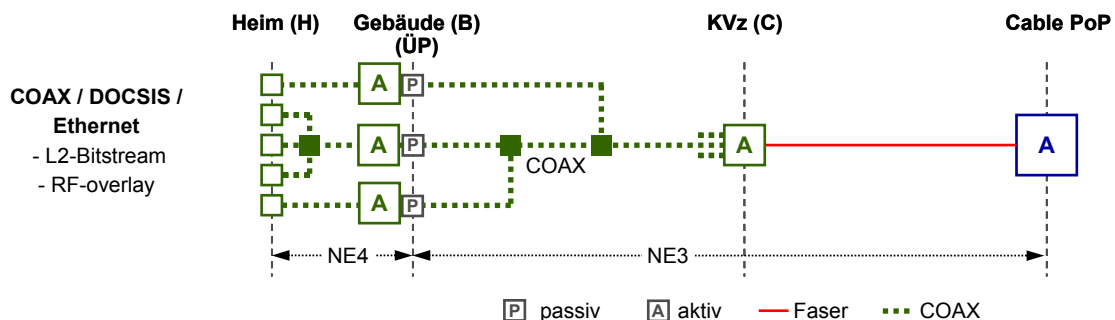 Heim (H)
Gebäude (B)
(ÜP)
KVz (C)
Cable PoP
COAX / DOCSIS /
Ethernet
- L2-Bitstream
- RF-overlay
A
P
A
P
A
P
COAX
A
A
NE4
NE3
P passiv
A aktiv
Faser
COAX